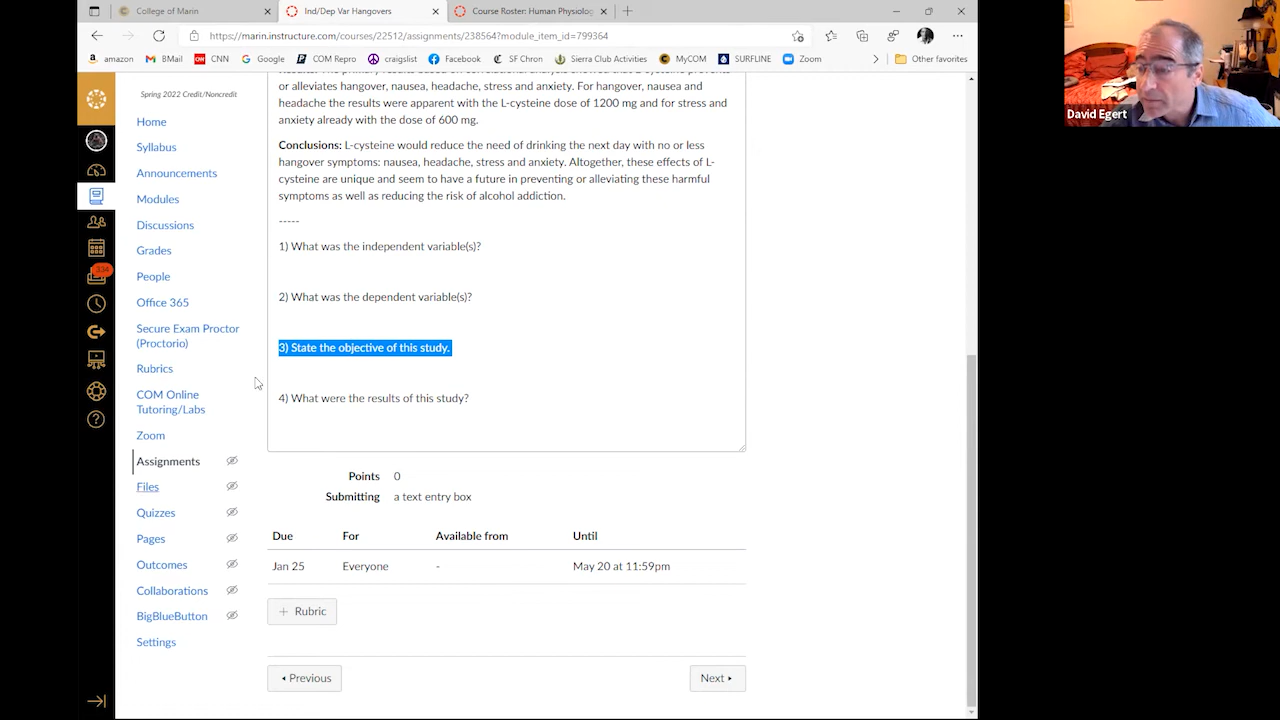 College of Marin
Ind/Dep Var Hangovers
Course Roster: Human Physiolog
https://marin.instructure.com/courses/22512/assignments/238564?module_item_id=799364
amazon
BMail
CNN
Google
COM Repro
craigslist
Facebook
SF Chron
Sierra Club Activities
MyCOM
SURFLINE
Zoom
Other favorites
David Egert
Spring 2022 Credit/Noncredit
Home
Syllabus
Announcements
Modules
Discussions
Grades
People
Office 365
Secure Exam Proctor
(Proctorio)
Rubrics
COM Online
Tutoring/Labs
Zoom
Assignments
Files
Quizzes
Pages
Outcomes
Collaborations
BigBlueButton
Settings
334
or alleviates hangover, nausea, headache, stress and anxiety. For hangover, nausea and
headache the results were apparent with the L-cysteine dose of 1200 mg and for stress and
anxiety already with the dose of 600 mg.
Conclusions: L-cysteine would reduce the need of drinking the next day with no or less
hangover symptoms: nausea, headache, stress and anxiety. Altogether, these effects of L-
cysteine are unique and seem to have a future in preventing or alleviating these harmful
symptoms as well as reducing the risk of alcohol addiction.
-----
1) What was the independent variable(s)?
2) What was the dependent variable(s)?
3) State the objective of this study.
4) What were the results of this study?
Points 0
Submitting a text entry box
Due For Available from Until
Jan 25 Everyone - May 20 at 11:59pm
+ Rubric
Previous
Next